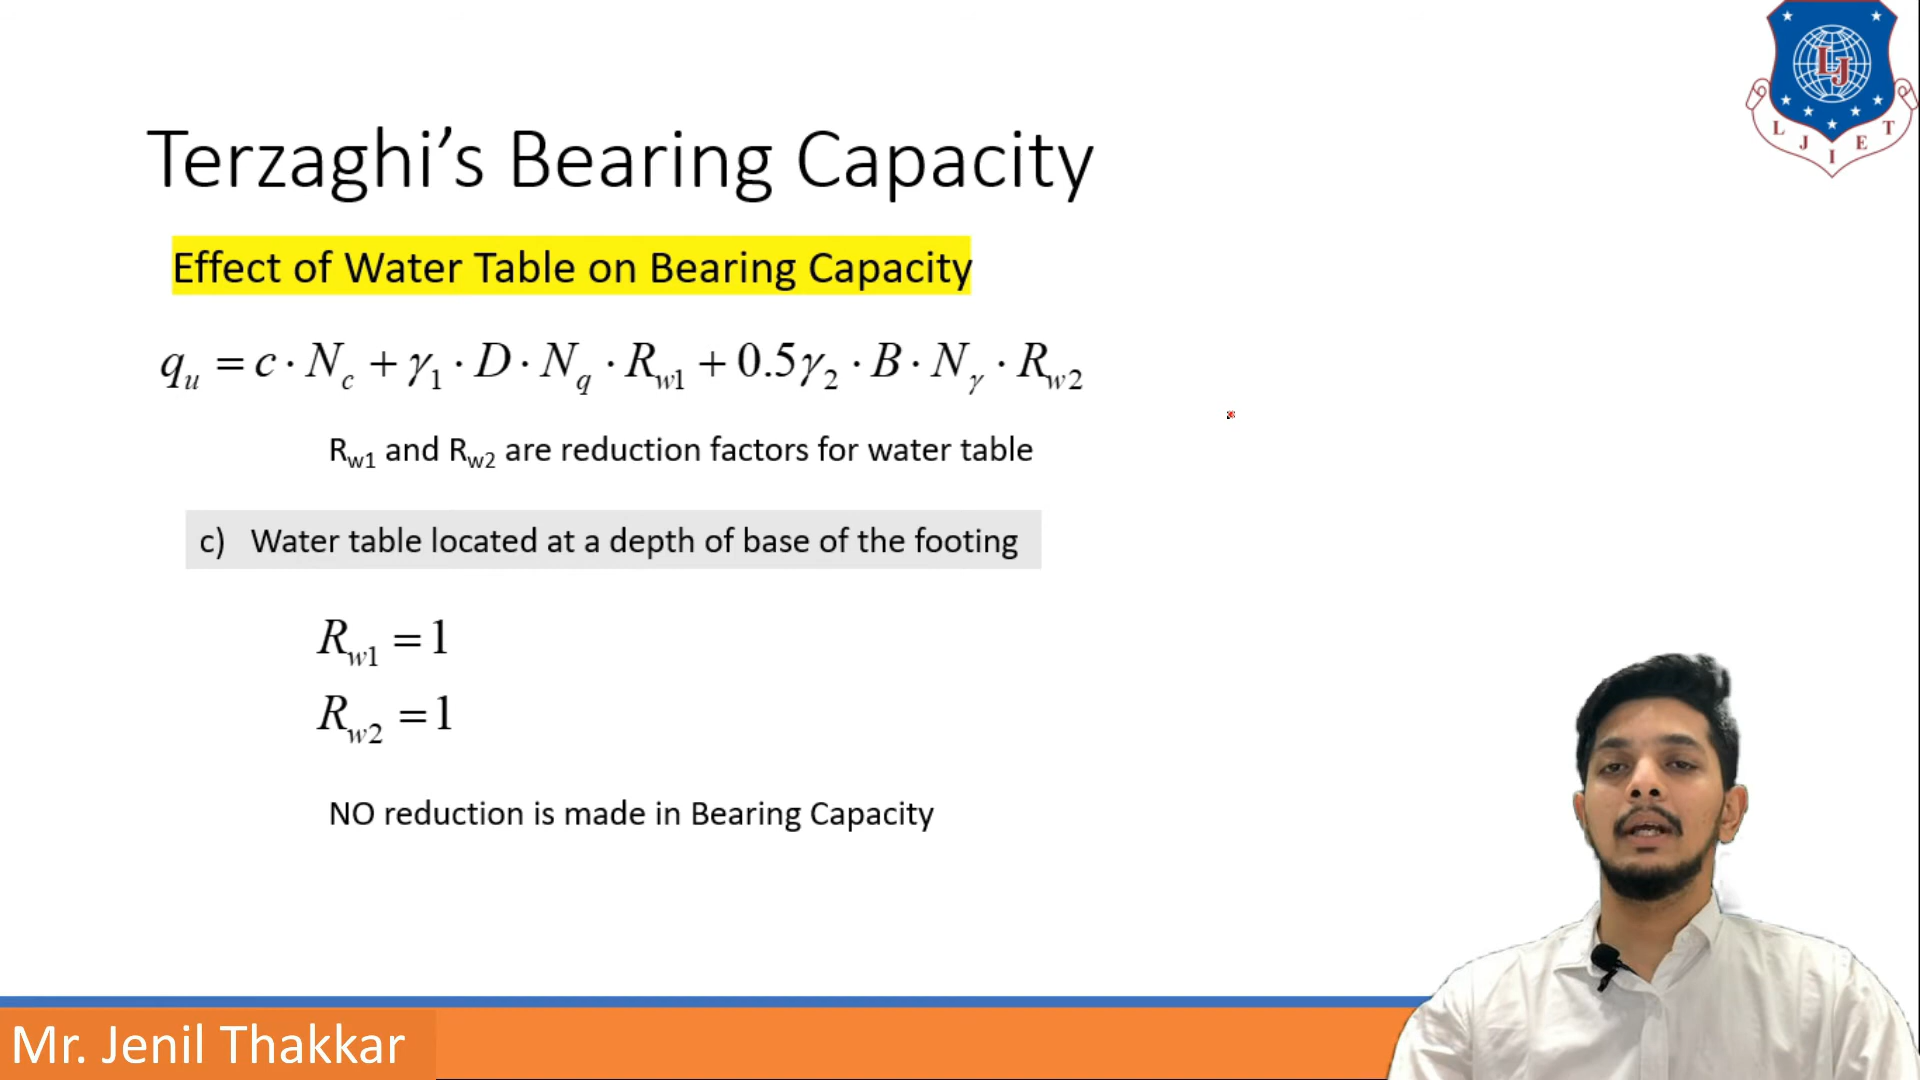 Terzaghi's Bearing Capacity
Effect of Water Table on Bearing Capacity
q_u = c · N_c + γ_1 · D · N_q · R_w1 + 0.5γ_2 · B · N_γ · R_w2
R_w1 and R_w2 are reduction factors for water table
c) Water table located at a depth of base of the footing
R_w1 = 1
R_w2 = 1
NO reduction is made in Bearing Capacity
Mr. Jenil Thakkar
LJ
L J I E T